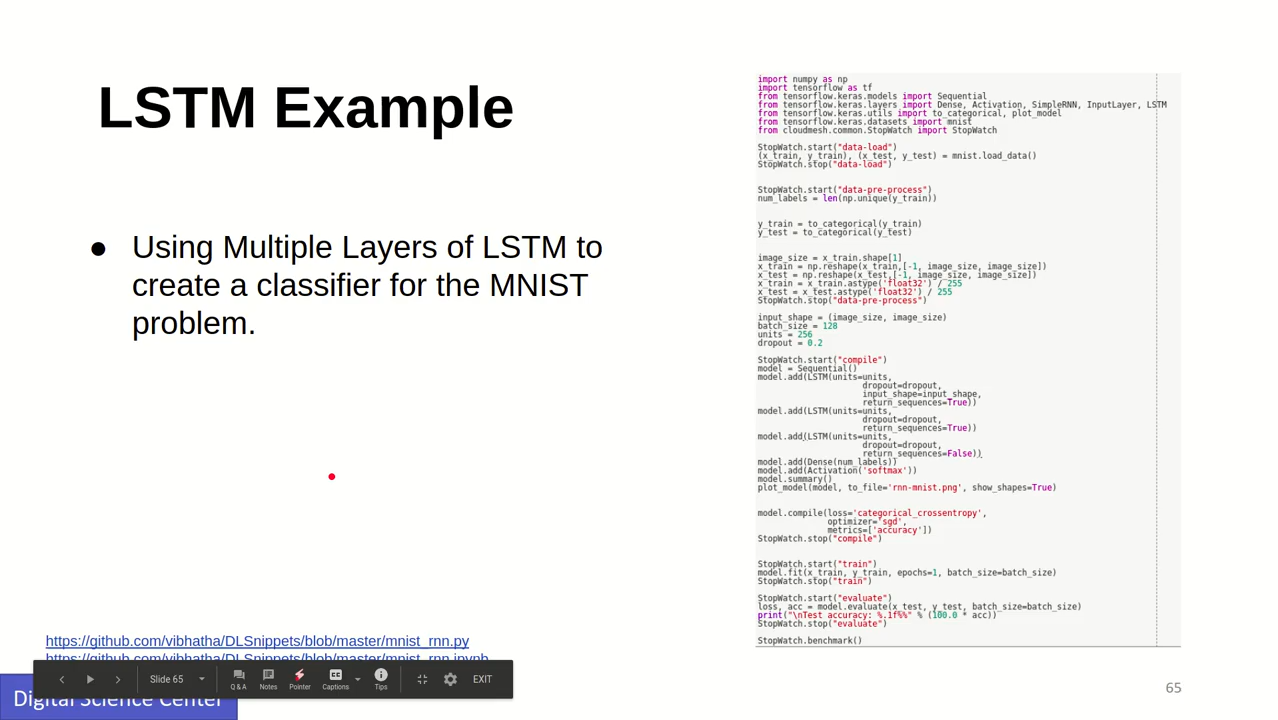 LSTM Example
● Using Multiple Layers of LSTM to
create a classifier for the MNIST
problem.
import numpy as np
import tensorflow as tf
from tensorflow.keras.models import Sequential
from tensorflow.keras.layers import Dense, Activation, SimpleRNN, InputLayer, LSTM
from tensorflow.keras.utils import to_categorical, plot_model
from tensorflow.keras.datasets import mnist
from cloudmesh.common.StopWatch import StopWatch
StopWatch.start("data-load")
(x_train, y_train), (x_test, y_test) = mnist.load_data()
StopWatch.stop("data-load")
StopWatch.start("data-pre-process")
num_labels = len(np.unique(y_train))
y_train = to_categorical(y_train)
y_test = to_categorical(y_test)
image_size = x_train.shape[1]
x_train = np.reshape(x_train,[-1, image_size, image_size])
x_test = np.reshape(x_test,[-1, image_size, image_size])
x_train = x_train.astype('float32') / 255
x_test = x_test.astype('float32') / 255
StopWatch.stop("data-pre-process")
input_shape = (image_size, image_size)
batch_size = 128
units = 256
dropout = 0.2
StopWatch.start("compile")
model = Sequential()
model.add(LSTM(units=units,
dropout=dropout,
input_shape=input_shape,
return_sequences=True))
model.add(LSTM(units=units,
dropout=dropout,
return_sequences=True))
model.add(LSTM(units=units,
dropout=dropout,
return_sequences=False))
model.add(Dense(num_labels))
model.add(Activation('softmax'))
model.summary()
plot_model(model, to_file='rnn-mnist.png', show_shapes=True)
model.compile(loss='categorical_crossentropy',
optimizer='sgd',
metrics=['accuracy'])
StopWatch.stop("compile")
StopWatch.start("train")
model.fit(x_train, y_train, epochs=1, batch_size=batch_size)
StopWatch.stop("train")
StopWatch.start("evaluate")
loss, acc = model.evaluate(x_test, y_test, batch_size=batch_size)
print("\nTest accuracy: %.1f%%" % (100.0 * acc))
StopWatch.stop("evaluate")
StopWatch.benchmark()
https://github.com/vibhatha/DLSnippets/blob/master/mnist_rnn.py
https://github.com/vibhatha/DLSnippets/blob/master/mnist_rnn.ipynb
Slide 65
Q & A Notes Pointer Captions Tips
EXIT
Digital Science Center
65